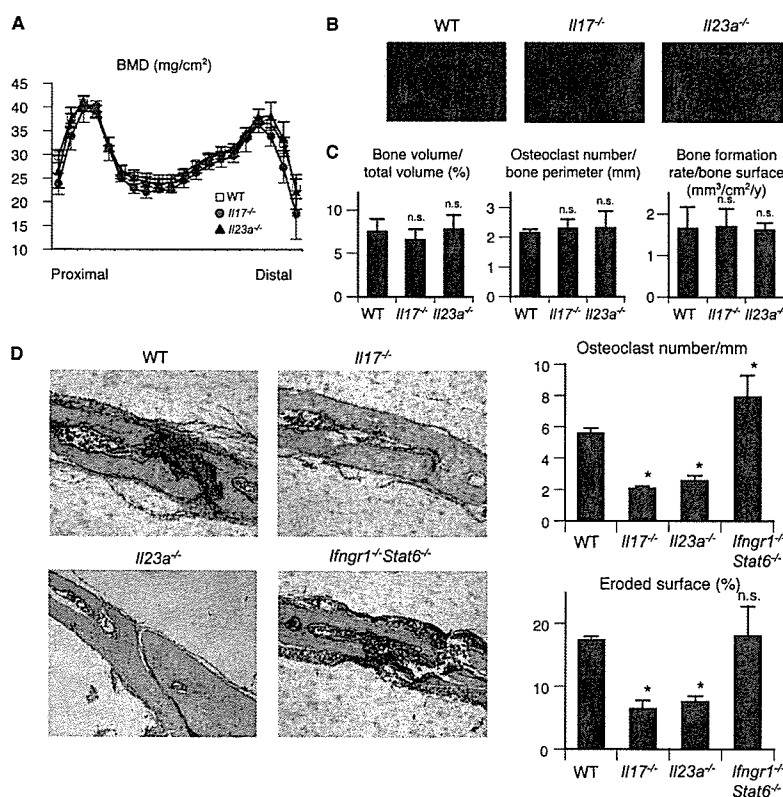 A
BMD (mg/cm²)
45
40
35
30
25
20
15
10
WT
Il17-/-
Il23a-/-
Proximal Distal
B
WT Il17-/- Il23a-/-
C
Bone volume/
total volume (%)
10
5
0
n.s. n.s.
WT Il17-/- Il23a-/-
Osteoclast number/
bone perimeter (mm)
3
2
1
0
n.s. n.s.
WT Il17-/- Il23a-/-
Bone formation
rate/bone surface
(mm³/cm²/y)
2
1
0
n.s. n.s.
WT Il17-/- Il23a-/-
D
WT Il17-/-
Il23a-/- Ifngr1-/-Stat6-/-
Osteoclast number/mm
10
8
6
4
2
0
* * *
WT Il17-/- Il23a-/- Ifngr1-/-
Stat6-/-
Eroded surface (%)
20
10
0
* * n.s.
WT Il17-/- Il23a-/- Ifngr1-/-
Stat6-/-